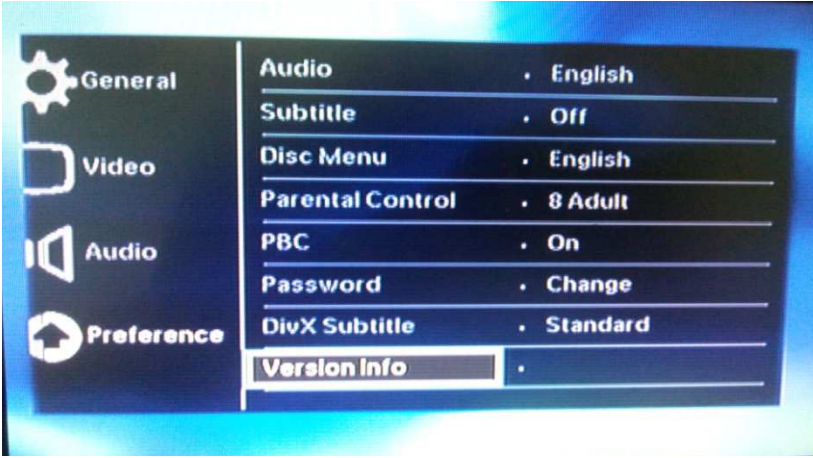 General
Video
Audio
Preference
Audio · English
Subtitle · Off
Disc Menu · English
Parental Control · 8 Adult
PBC · On
Password · Change
DivX Subtitle · Standard
Version Info ·